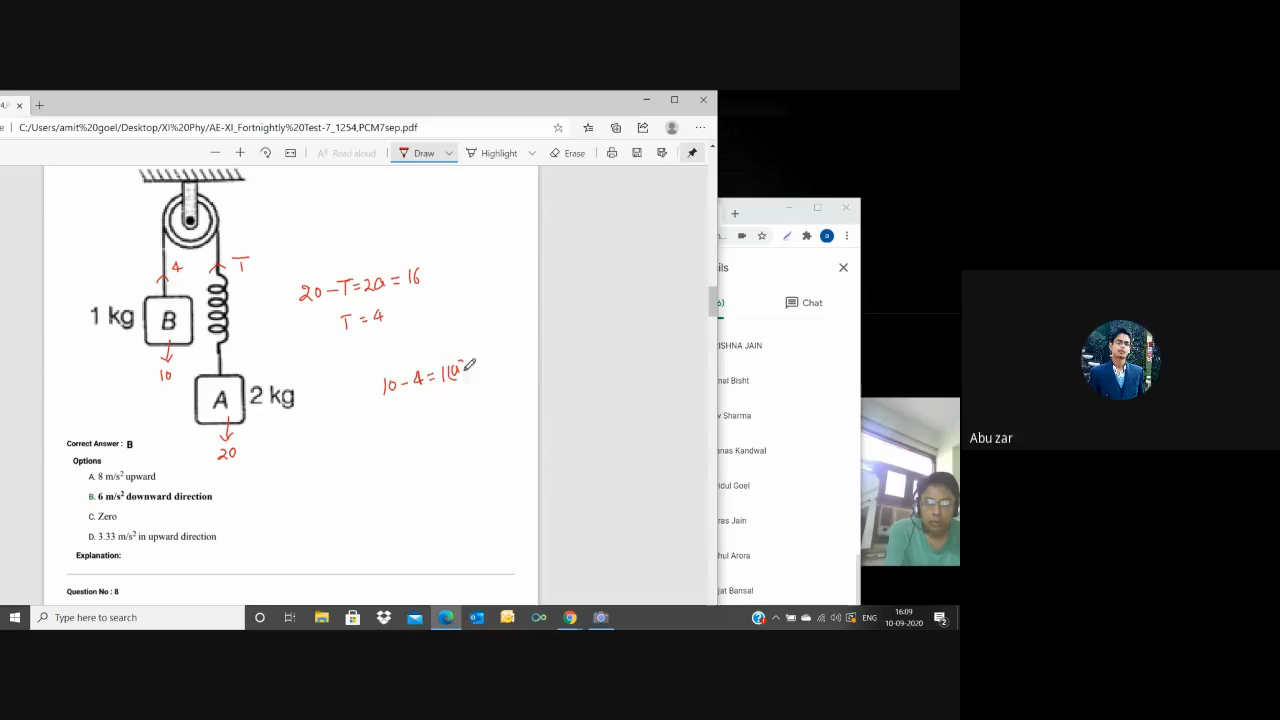 C:/Users/amit%20goel/Desktop/XI%20Phy/AE-XI_Fortnightly%20Test-7_1254,PCM7sep.pdf
Read aloud
Draw
Highlight
Erase
4
T
20-T=2a=16
T=4
1 kg
B
10
10-4=1(a
A
2 kg
20
Correct Answer : B
Options
A. 8 m/s² upward
B. 6 m/s² downward direction
C. Zero
D. 3.33 m/s² in upward direction
Explanation:
Question No : 8
ils
Chat
RISHNA JAIN
nal Bisht
v Sharma
anas Kandwal
idul Goel
ras Jain
hul Arora
jat Bansal
Abu zar
Type here to search
ENG
16:09
10-09-2020
2